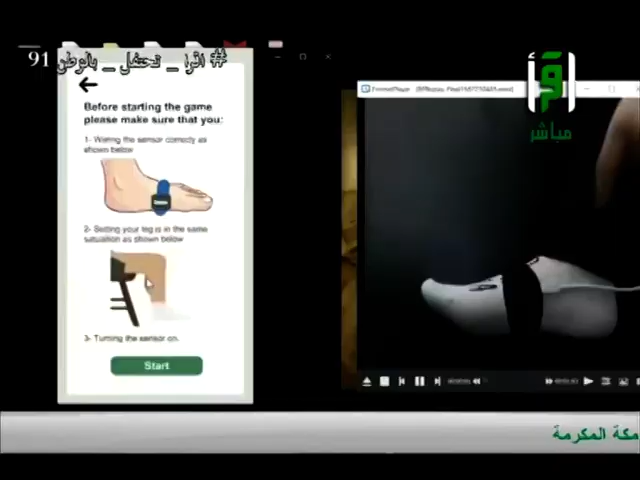 # اقرا _ تحتفل _ بالوطن 91
اقرأ
مباشر
Before starting the game
please make sure that you:
1- Wearing the sensor correctly as
shown below
2- Setting your leg is in the same
satuation as shown below
3- Turning the sensor on.
Start
مكة المكرمة